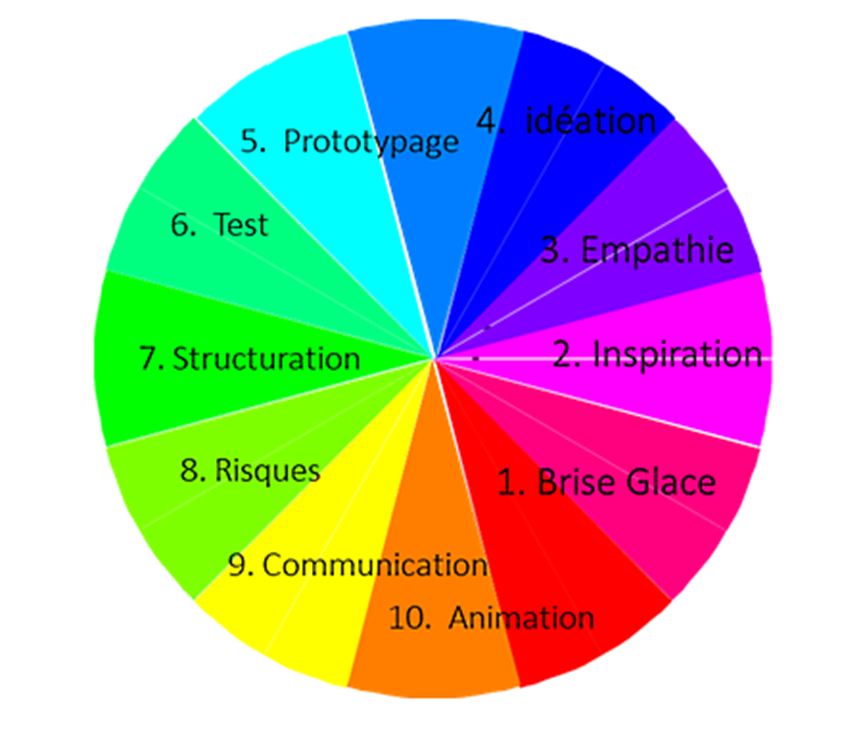 1. Brise Glace
2. Inspiration
3. Empathie
4. idéation
5. Prototypage
6. Test
7. Structuration
8. Risques
9. Communication
10. Animation